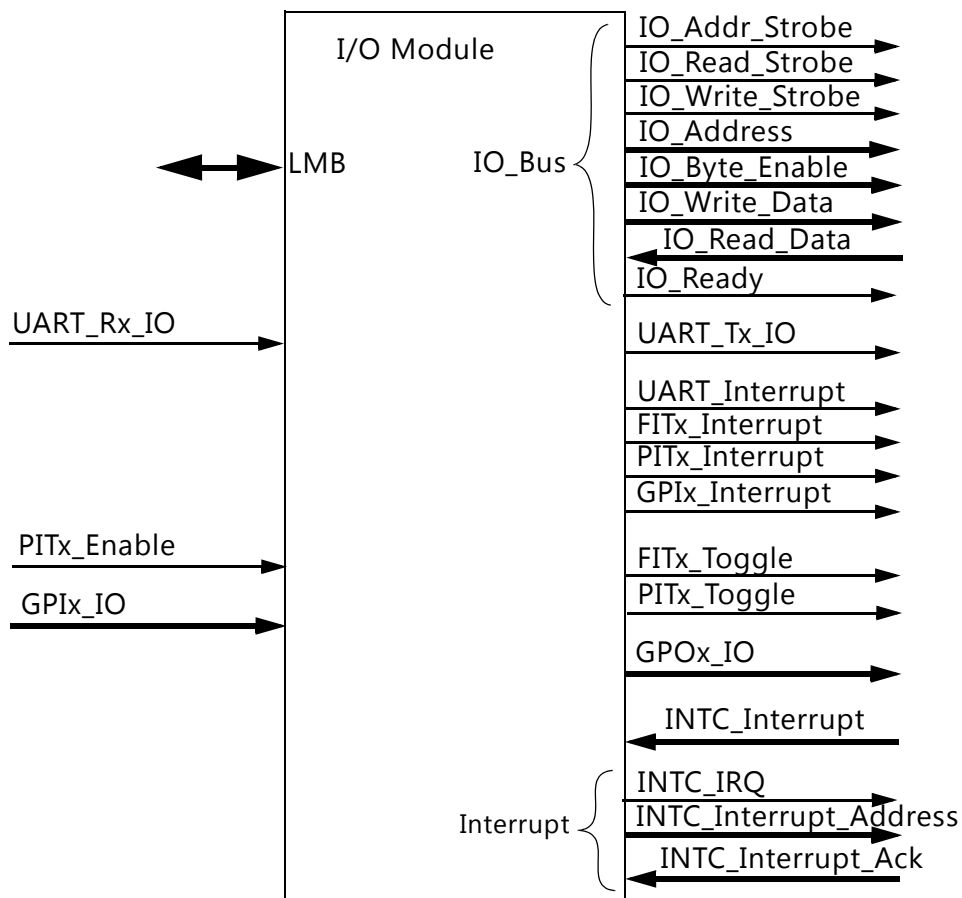 I/O Module
IO_Addr_Strobe
IO_Read_Strobe
IO_Write_Strobe
IO_Address
LMB
IO_Bus
IO_Byte_Enable
IO_Write_Data
IO_Read_Data
IO_Ready
UART_Rx_IO
UART_Tx_IO
UART_Interrupt
FITx_Interrupt
PITx_Interrupt
GPIx_Interrupt
PITx_Enable
FITx_Toggle
GPIx_IO
PITx_Toggle
GPOx_IO
INTC_Interrupt
INTC_IRQ
Interrupt
INTC_Interrupt_Address
INTC_Interrupt_Ack